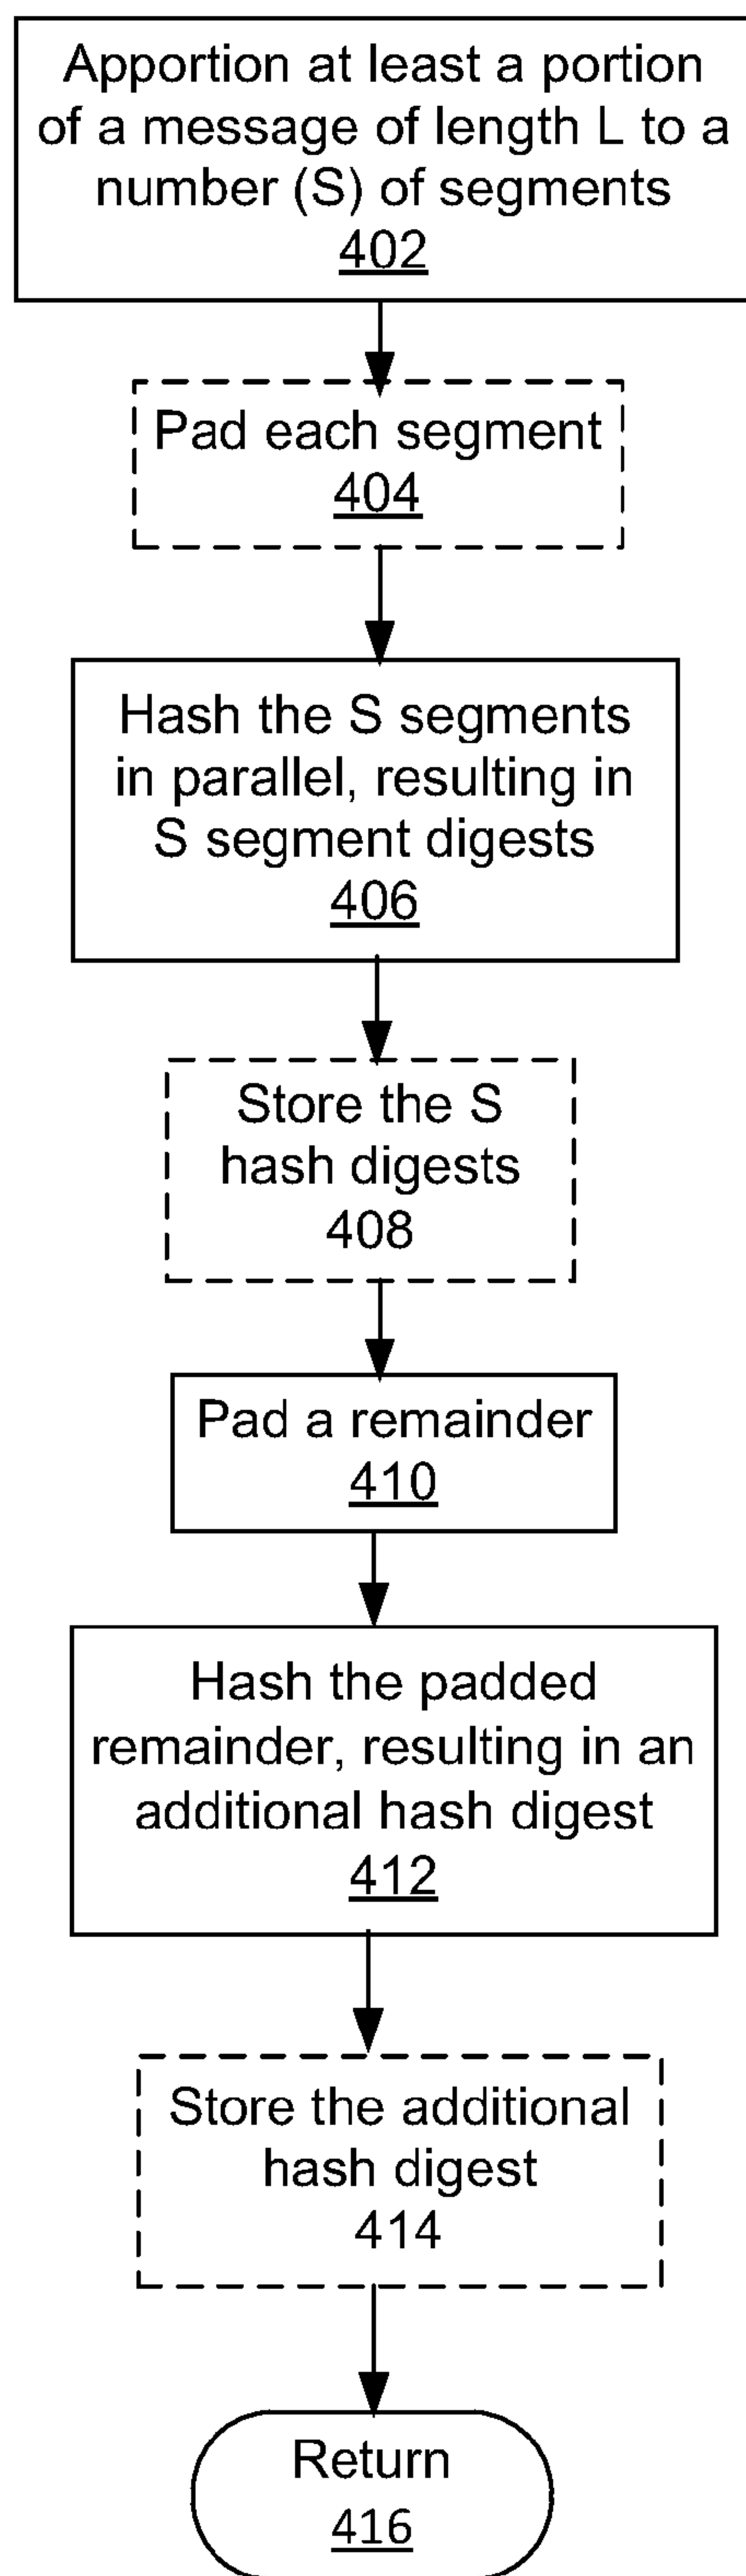 Apportion at least a portion
of a message of length L to a
number (S) of segments
402
Pad each segment
404
Hash the S segments
in parallel, resulting in
S segment digests
406
Store the S
hash digests
408
Pad a remainder
410
Hash the padded
remainder, resulting in an
additional hash digest
412
Store the additional
hash digest
414
Return
416